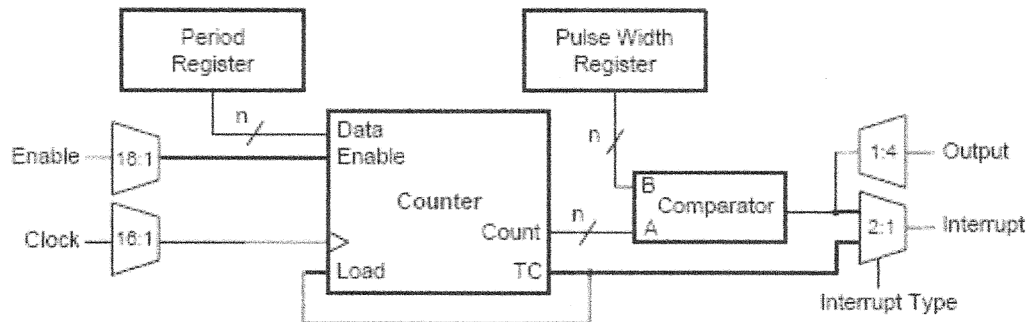 Period
Register
Pulse Width
Register
n
n
Data
Enable
Enable
16:1
Counter
B
A
Comparator
1:4
Output
Clock
16:1
Count
n
2:1
Interrupt
Load
TC
Interrupt Type